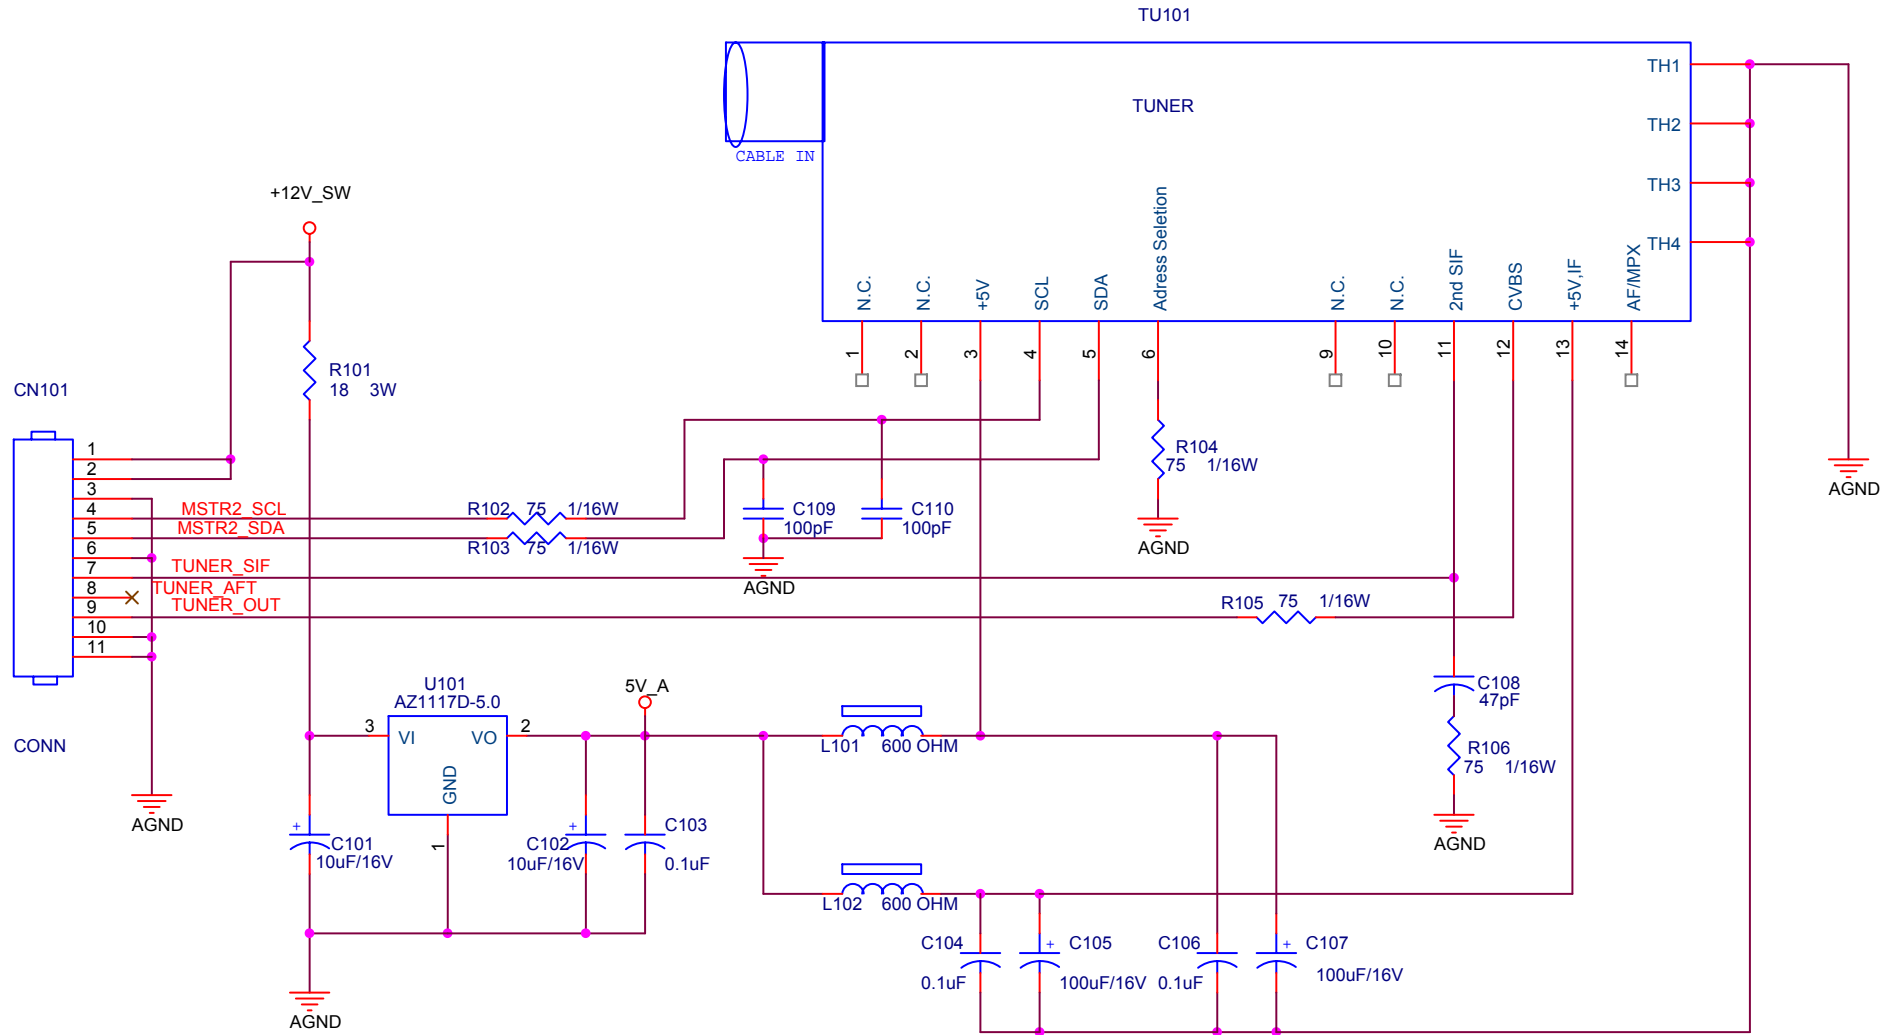 TU101
TUNER
CABLE IN
TH1
TH2
TH3
TH4
N.C.
N.C.
+5V
SCL
SDA
Adress Seletion
N.C.
N.C.
2nd SIF
CVBS
+5V,IF
AF/MPX
1
2
3
4
5
6
9
10
11
12
13
14
+12V_SW
R101
18 3W
CN101
1
2
3
4
5
6
7
8
9
10
11
MSTR2_SCL
MSTR2_SDA
TUNER_SIF
TUNER_AFT
TUNER_OUT
CONN
AGND
R102 75 1/16W
R103 75 1/16W
C109
100pF
C110
100pF
AGND
R104
75 1/16W
AGND
AGND
R105 75 1/16W
C108
47pF
R106
75 1/16W
AGND
U101
AZ1117D-5.0
3
VI
VO
2
GND
1
5V_A
L101 600 OHM
L102 600 OHM
+
C101
10uF/16V
+
C102
10uF/16V
C103
0.1uF
AGND
C104
0.1uF
+
C105
100uF/16V
C106
0.1uF
+
C107
100uF/16V